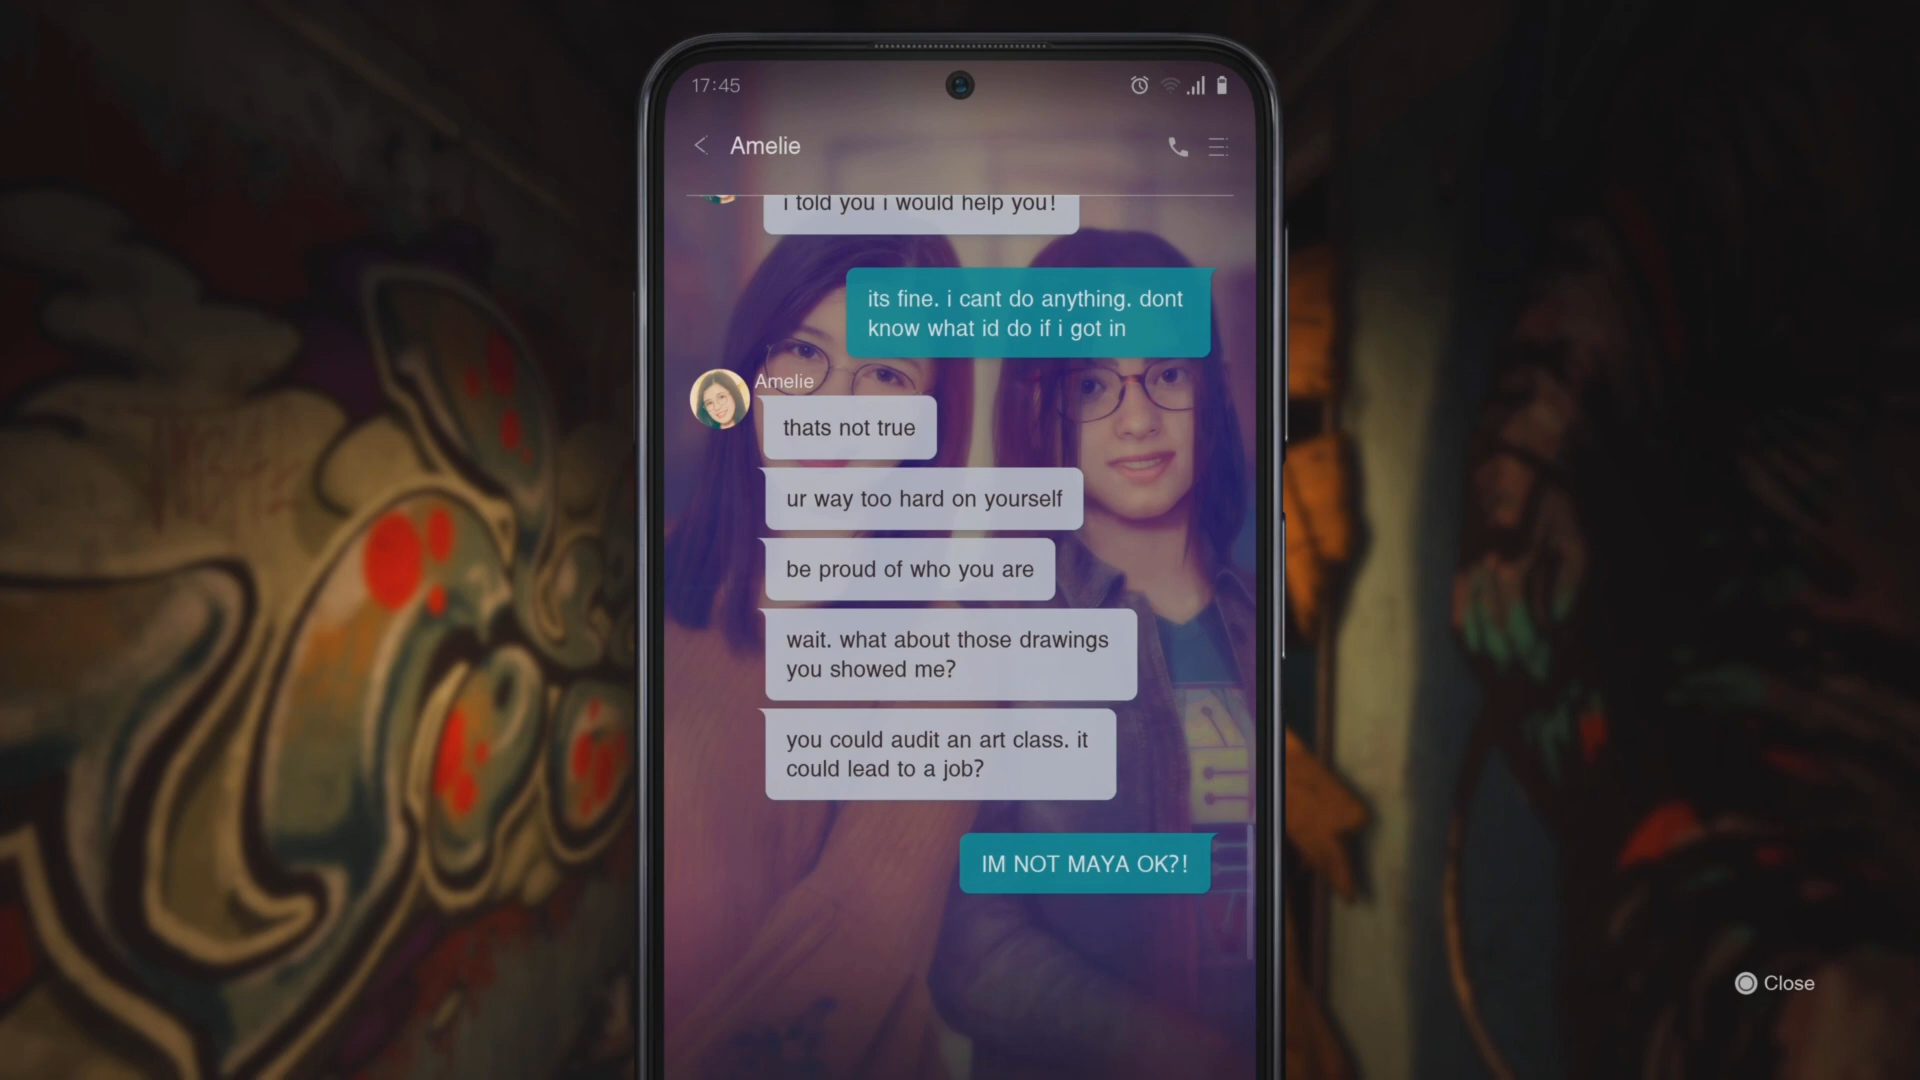 17:45
Amelie
i told you i would help you!
its fine. i cant do anything. dont
know what id do if i got in
Amelie
thats not true
ur way too hard on yourself
be proud of who you are
wait. what about those drawings
you showed me?
you could audit an art class. it
could lead to a job?
IM NOT MAYA OK?!
Close